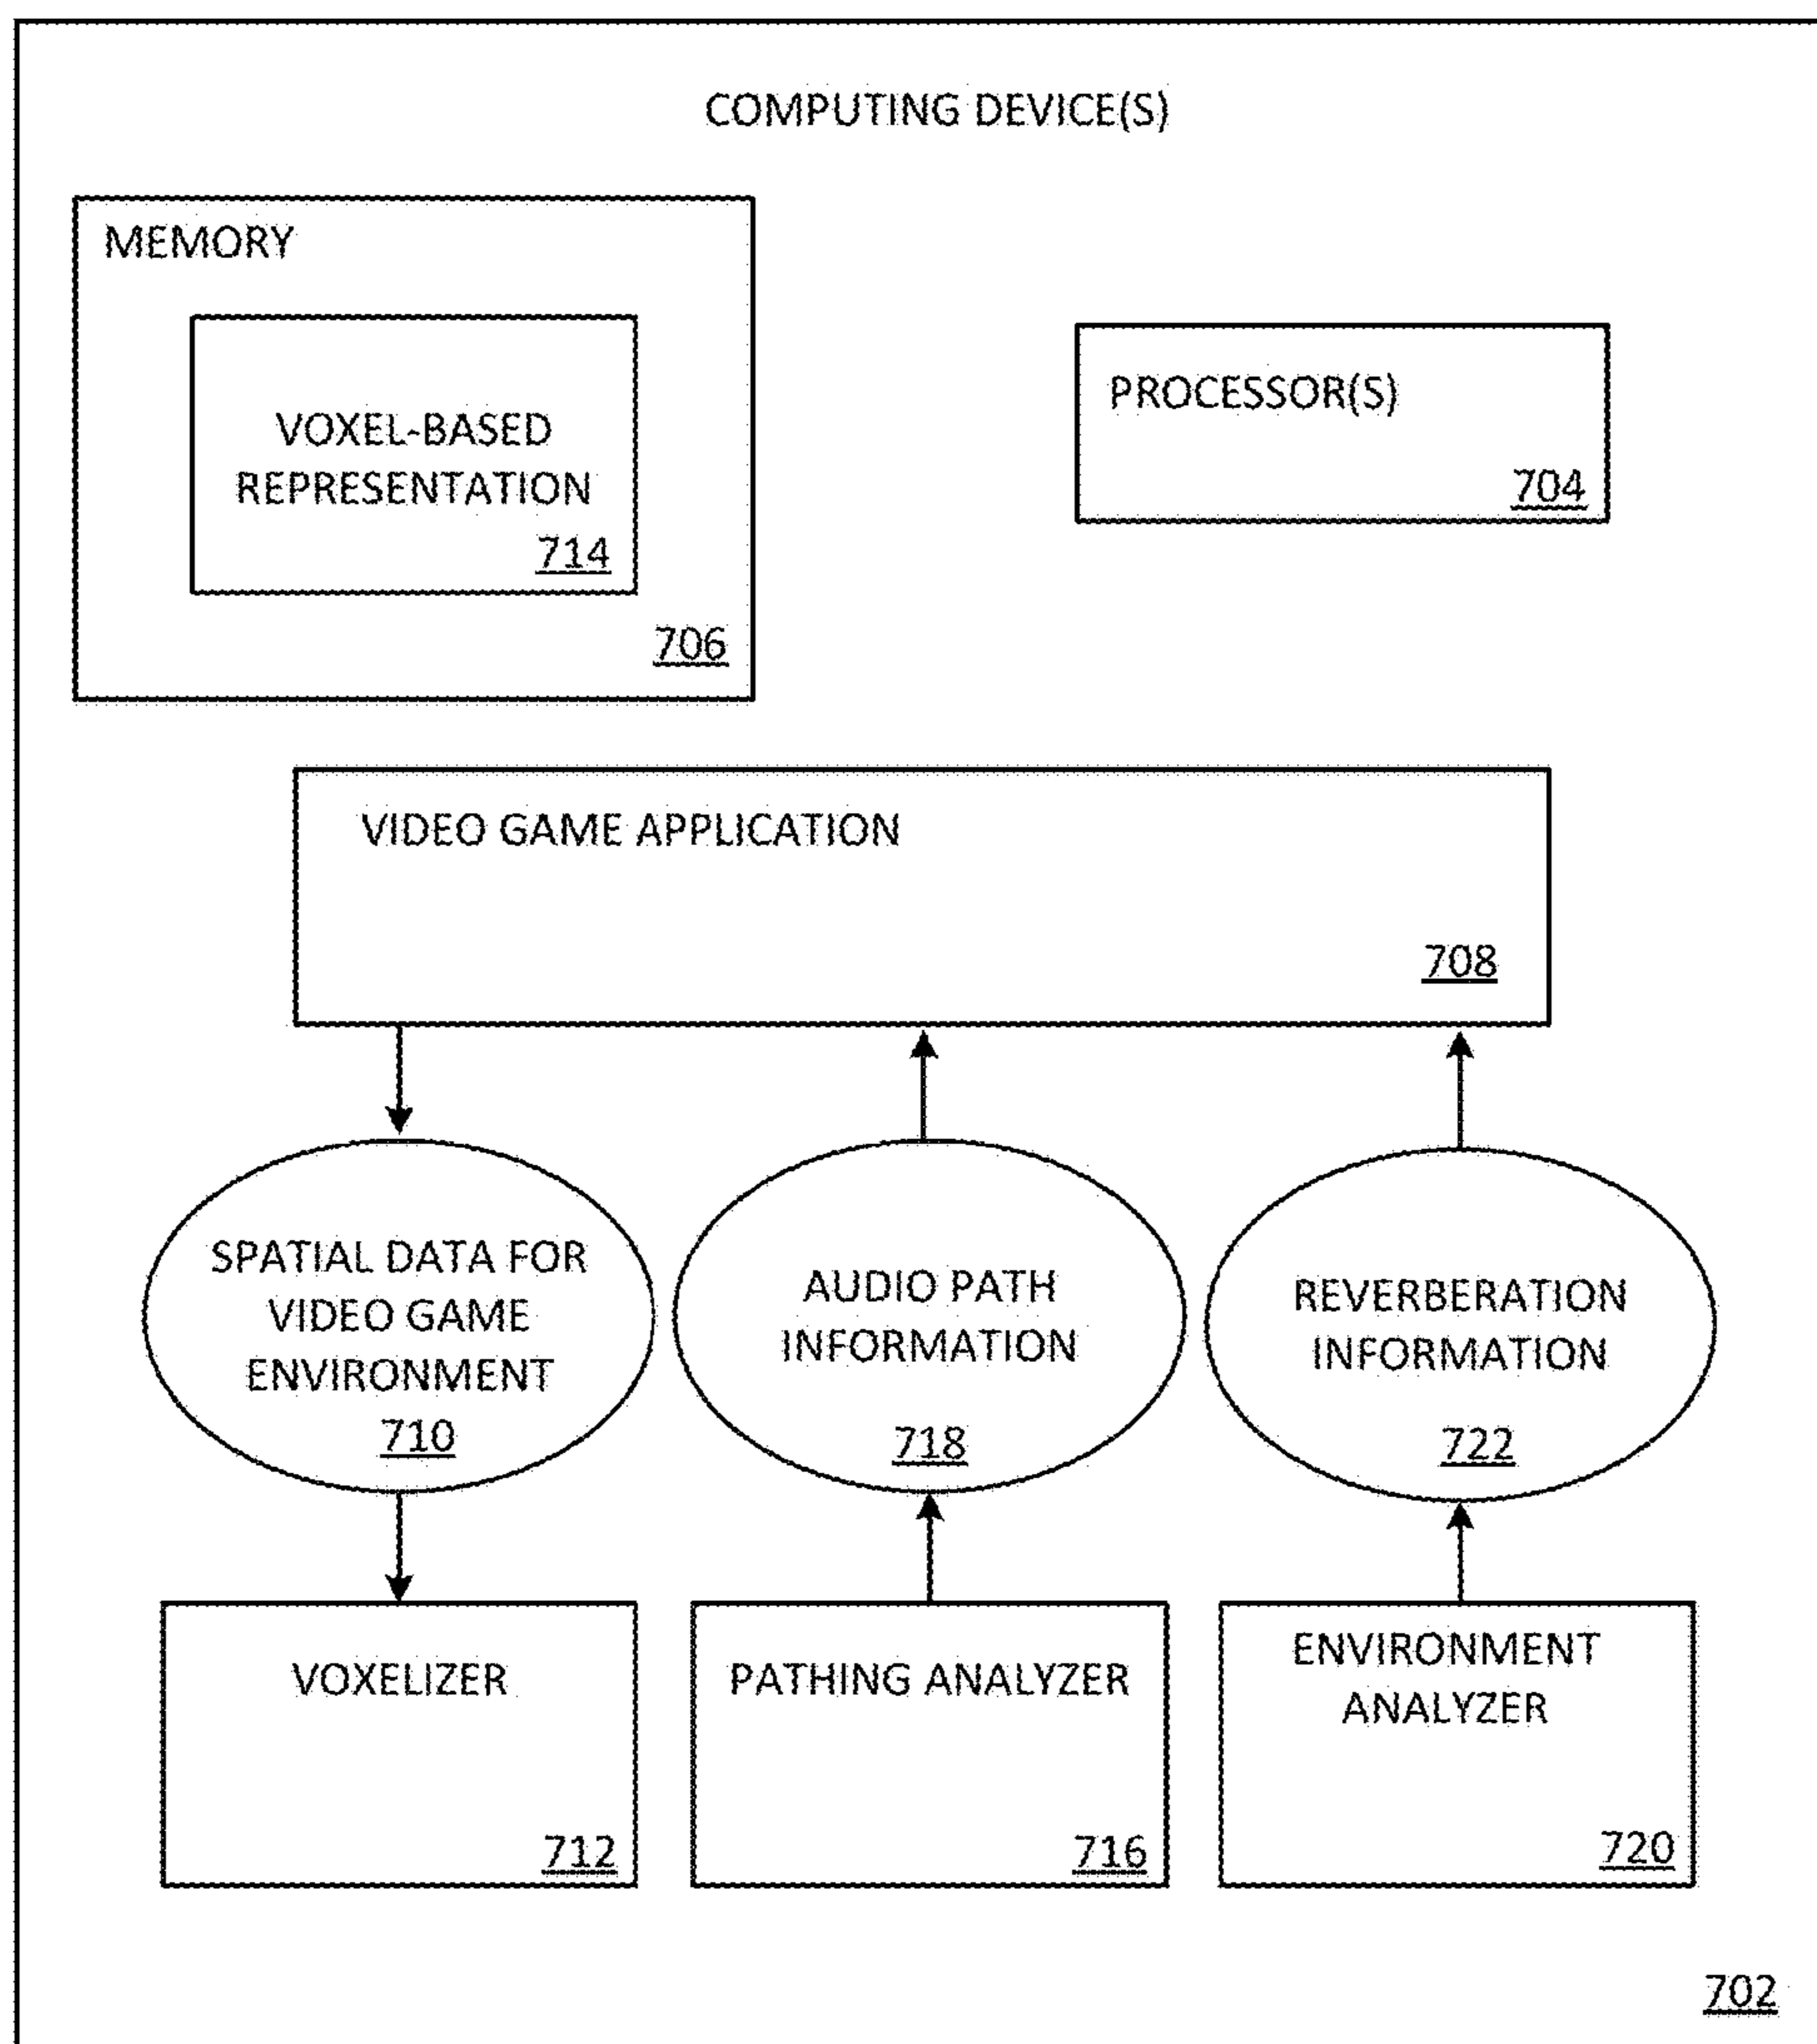 COMPUTING DEVICE(S)
MEMORY
VOXEL-BASED
REPRESENTATION
714
706
PROCESSOR(S)
704
VIDEO GAME APPLICATION
708
SPATIAL DATA FOR
VIDEO GAME
ENVIRONMENT
710
AUDIO PATH
INFORMATION
718
REVERBERATION
INFORMATION
722
VOXELIZER
712
PATHING ANALYZER
716
ENVIRONMENT
ANALYZER
720
702